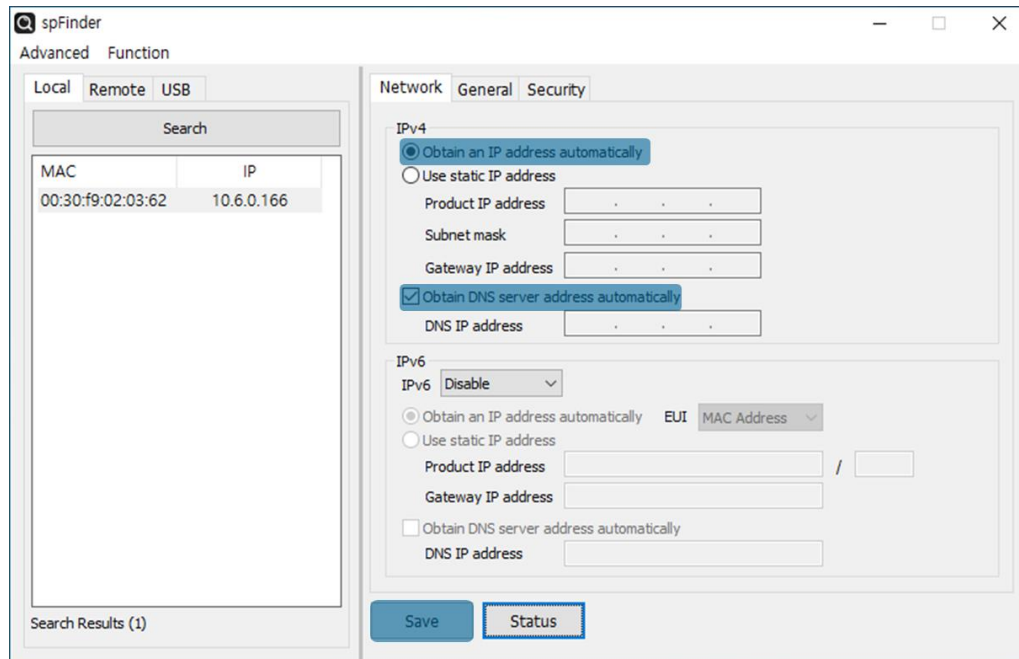 spFinder
Advanced Function
Local Remote USB
Search
MAC IP
00:30:f9:02:03:62 10.6.0.166
Search Results (1)
Network General Security
IPv4
Obtain an IP address automatically
Use static IP address
Product IP address . . .
Subnet mask . . .
Gateway IP address . . .
Obtain DNS server address automatically
DNS IP address . . .
IPv6
IPv6 Disable
Obtain an IP address automatically EUI MAC Address
Use static IP address
Product IP address /
Gateway IP address
Obtain DNS server address automatically
DNS IP address
Save Status